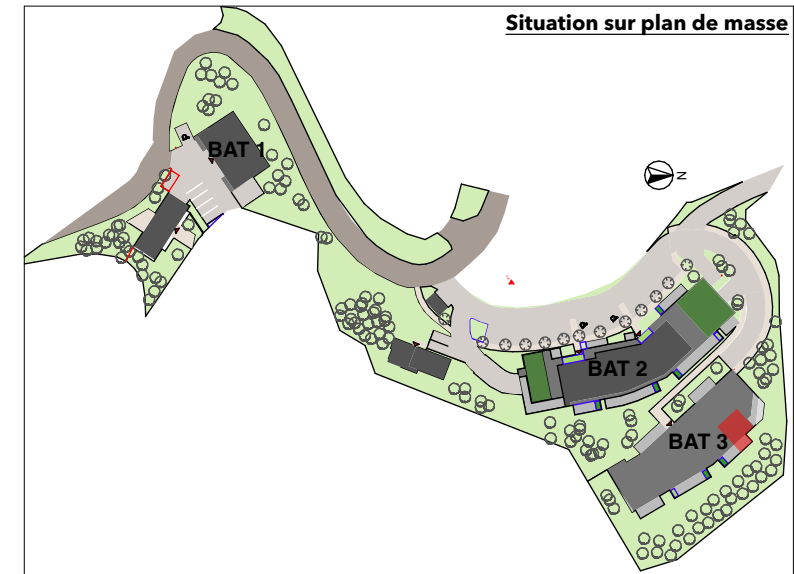 Situation sur plan de masse
P
BAT 1
N
P
P
BAT 2
BAT 3